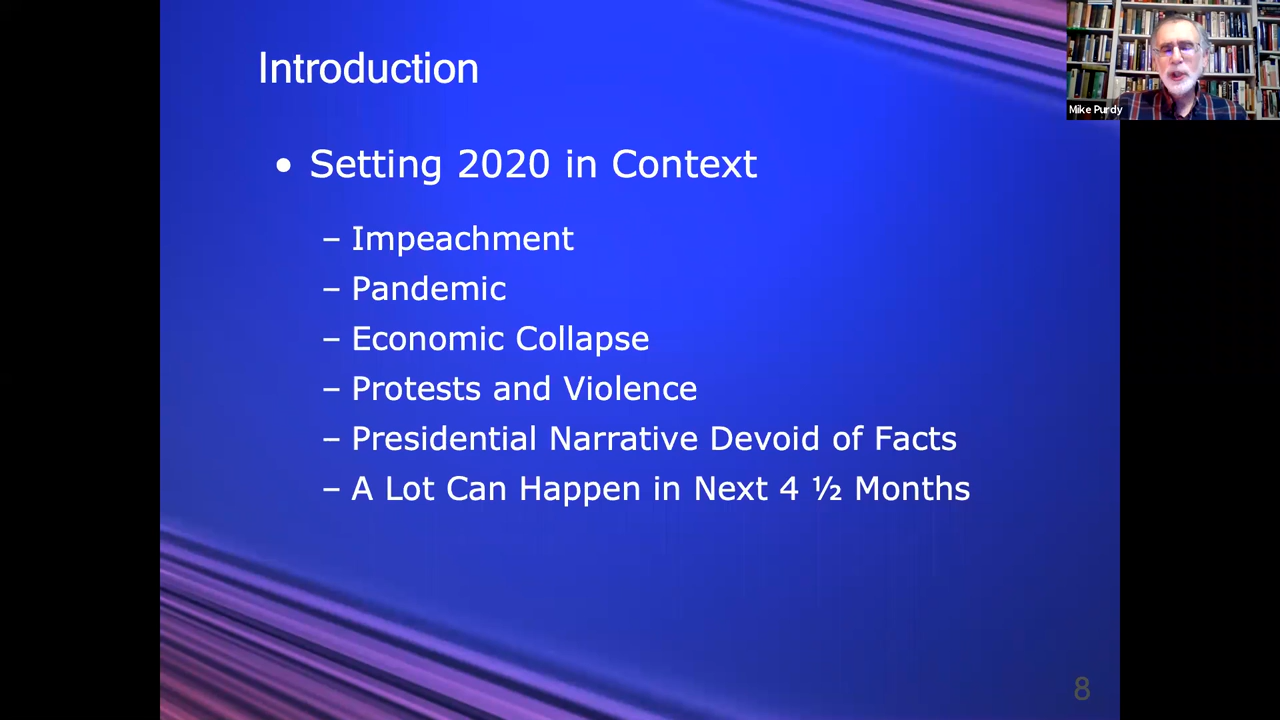 Introduction
Mike Purdy
• Setting 2020 in Context
– Impeachment
– Pandemic
– Economic Collapse
– Protests and Violence
– Presidential Narrative Devoid of Facts
– A Lot Can Happen in Next 4 ½ Months
8